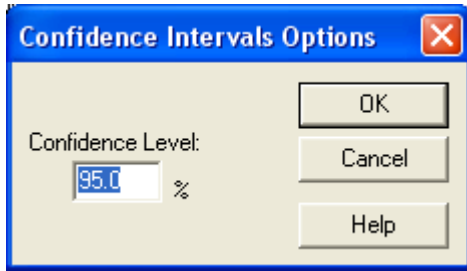 Confidence Intervals Options
OK
Confidence Level:
95.0 %
Cancel
Help